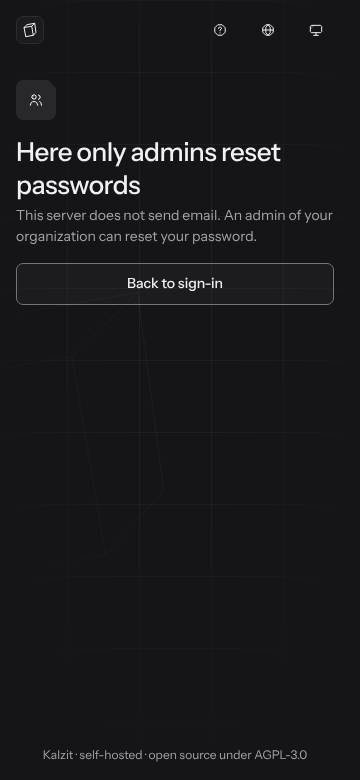 Here only admins reset
passwords
This server does not send email. An admin of your
organization can reset your password.
Back to sign-in
Kalzit · self-hosted · open source under AGPL-3.0